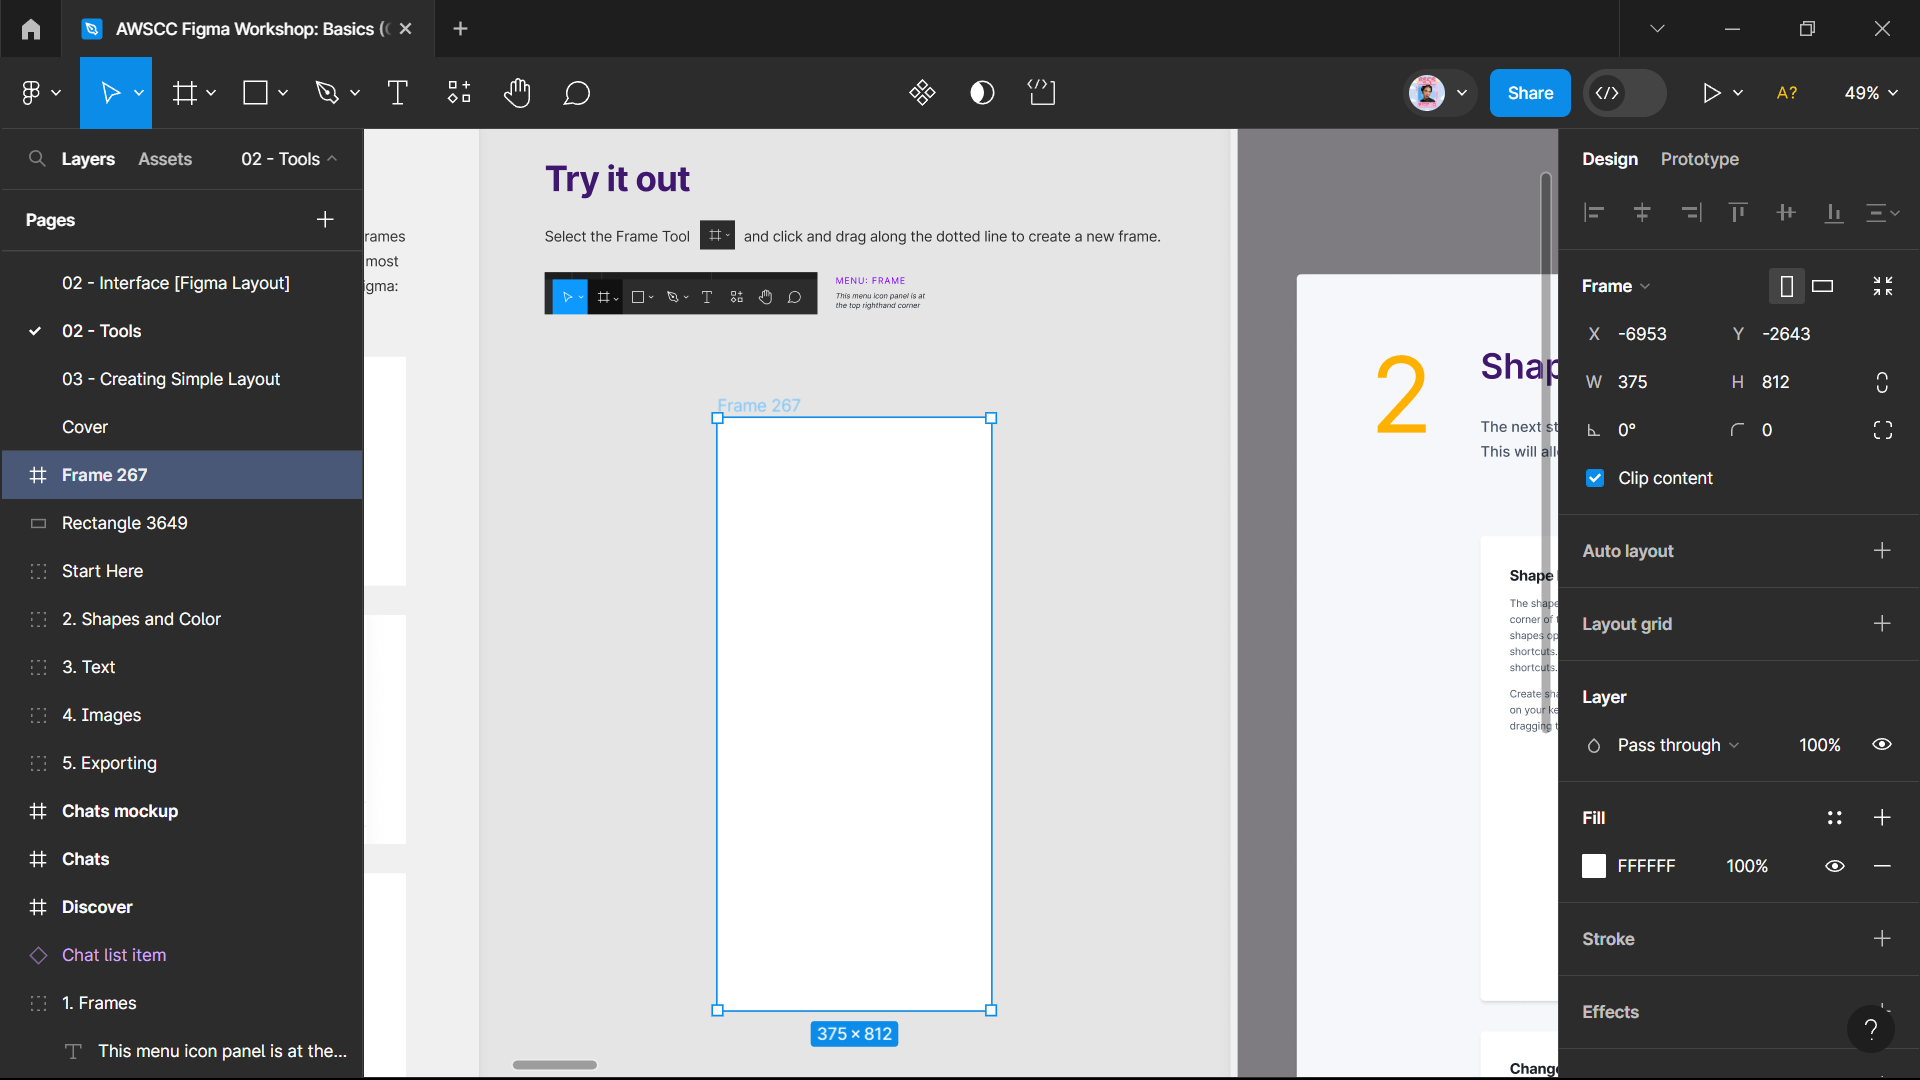 AWSCC Figma Workshop: Basics (
Share
A?
49%
Layers
Assets
02 - Tools
Pages
02 - Interface [Figma Layout]
02 - Tools
03 - Creating Simple Layout
Cover
Frame 267
Rectangle 3649
Start Here
2. Shapes and Color
3. Text
4. Images
5. Exporting
Chats mockup
Chats
Discover
Chat list item
1. Frames
This menu icon panel is at the...
rames
most
igma:
Try it out
Select the Frame Tool and click and drag along the dotted line to create a new frame.
MENU: FRAME
This menu icon panel is at
the top righthand corner
Frame 267
375 × 812
2
Shap
The next st
This will all
Shape
The shape
corner of
shapes op
shortcuts.
shortcuts.
Create sha
on your ke
dragging t
Change
Design
Prototype
Frame
X -6953
Y -2643
W 375
H 812
0°
0
Clip content
Auto layout
Layout grid
Layer
Pass through
100%
Fill
FFFFFF
100%
Stroke
Effects
?